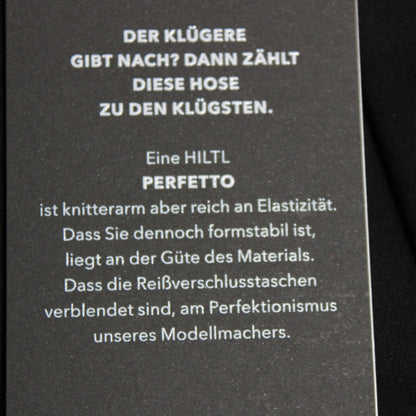 DER KLÜGERE
GIBT NACH? DANN ZÄHLT
DIESE HOSE
ZU DEN KLÜGSTEN.
Eine HILTL
PERFETTO
ist knitterarm aber reich an Elastizität.
Dass Sie dennoch formstabil ist,
liegt an der Güte des Materials.
Dass die Reißverschlusstaschen
verblendet sind, am Perfektionismus
unseres Modellmachers.